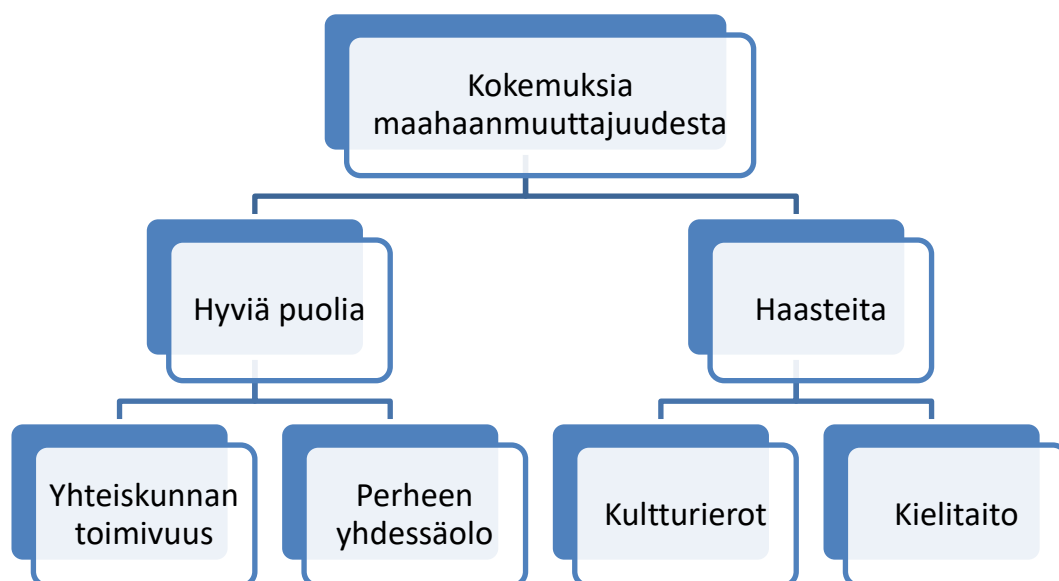 Kokemuksia
maahaanmuuttajuudesta
Hyviä puolia
Haasteita
Yhteiskunnan
toimivuus
Perheen
yhdessäolo
Kultturierot
Kielitaito